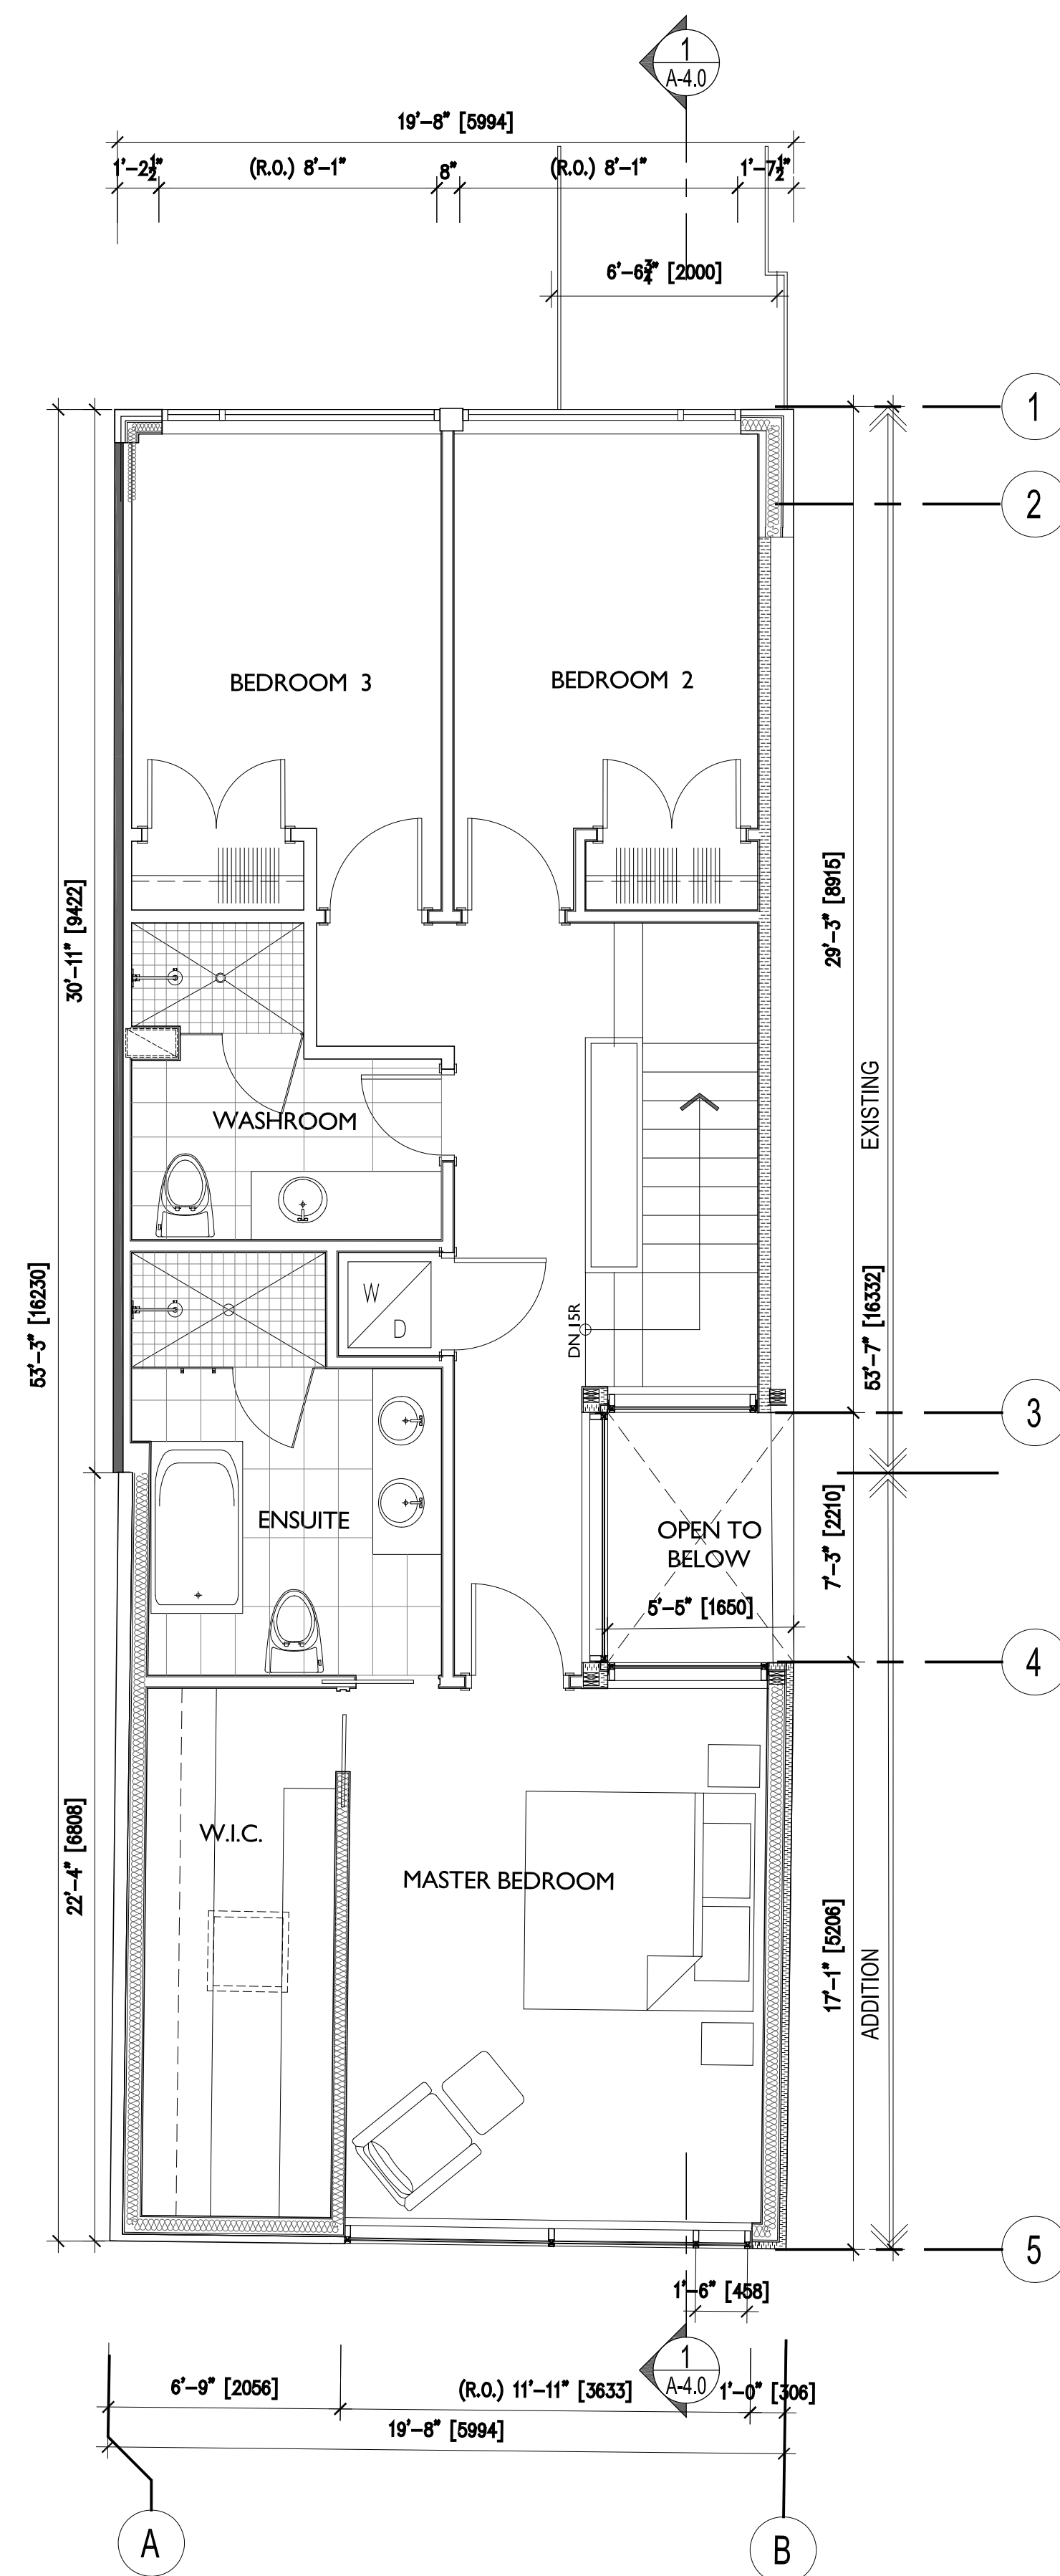 1
A-4.0
19'-8" [5994]
1'-2½"
(R.O.) 8'-1"
8"
(R.O.) 8'-1"
1'-7½"
6'-6¾" [2000]
1
2
BEDROOM 3
BEDROOM 2
30'-11" [9422]
29'-3" [8915]
EXISTING
WASHROOM
W
D
DN 15R
53'-3" [16230]
53'-7" [16332]
3
ENSUITE
OPEN TO
BELOW
7'-3" [2210]
5'-5" [1650]
4
W.I.C.
MASTER BEDROOM
22'-4" [6808]
17'-1" [5206]
ADDITION
5
1'-6" [458]
1
A-4.0
6'-9" [2056]
(R.O.) 11'-11" [3633]
1'-0" [306]
19'-8" [5994]
A
B